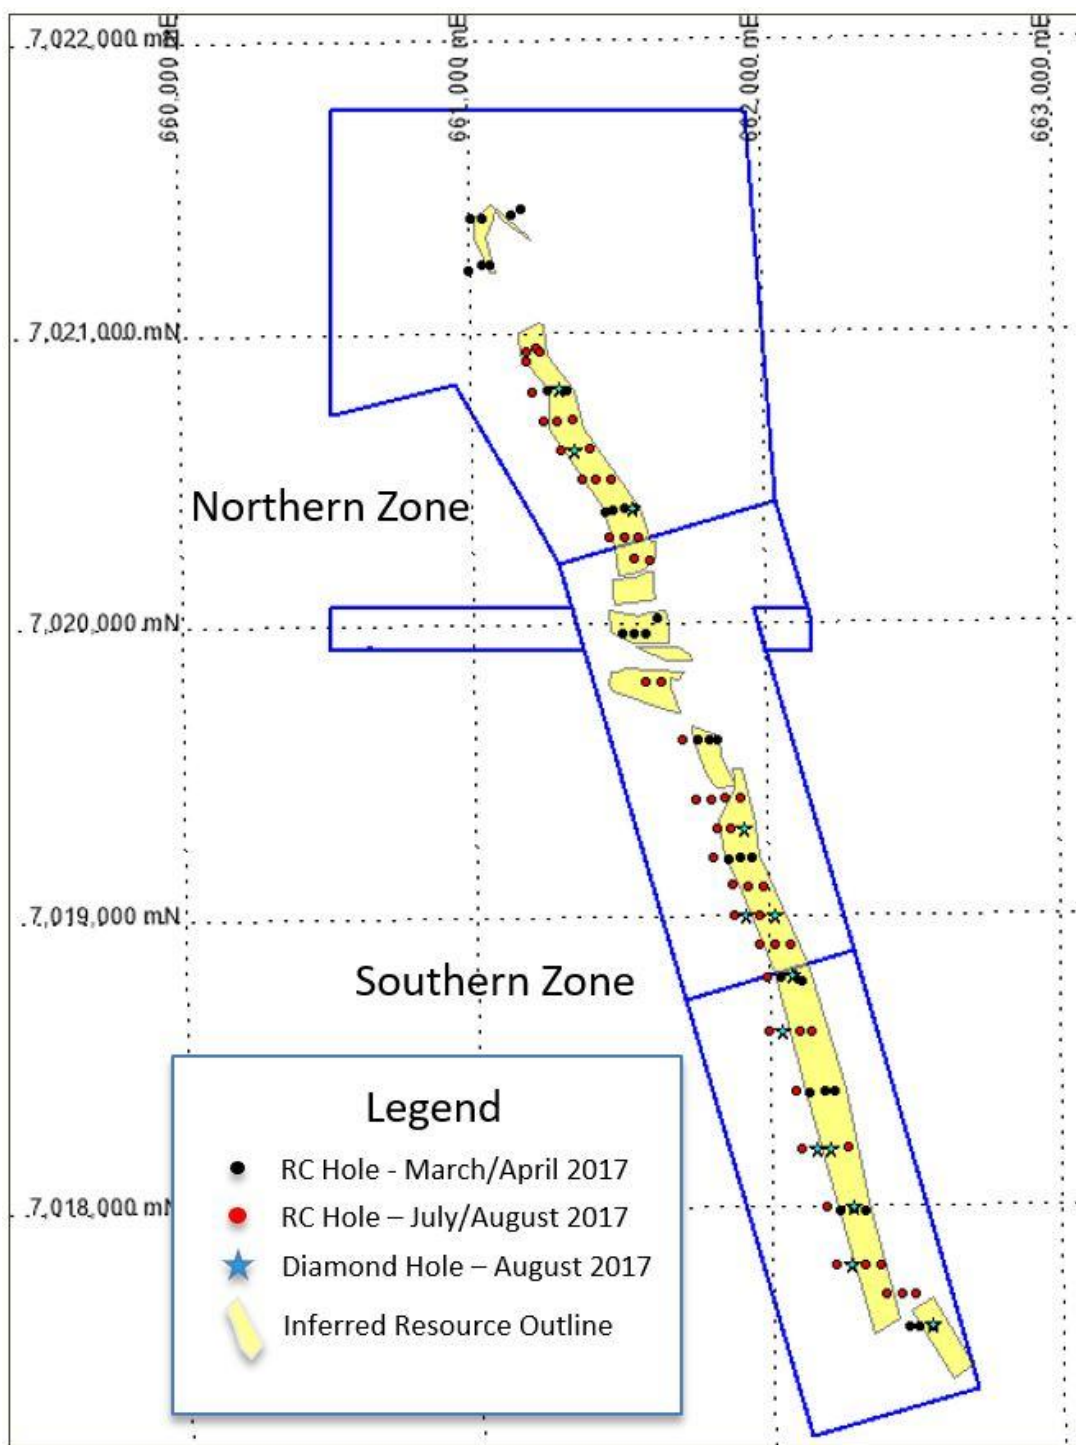 660,000 mE
661,000 mE
662,000 mE
663,000 mE
7,022,000 mN
7,021,000 mN
Northern Zone
7,020,000 mN
7,019,000 mN
Southern Zone
7,018,000 mN
Legend
RC Hole - March/April 2017
RC Hole – July/August 2017
Diamond Hole – August 2017
Inferred Resource Outline